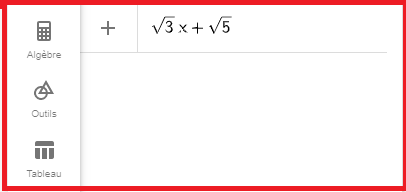 √3 x + √5
Algèbre
Outils
Tableau